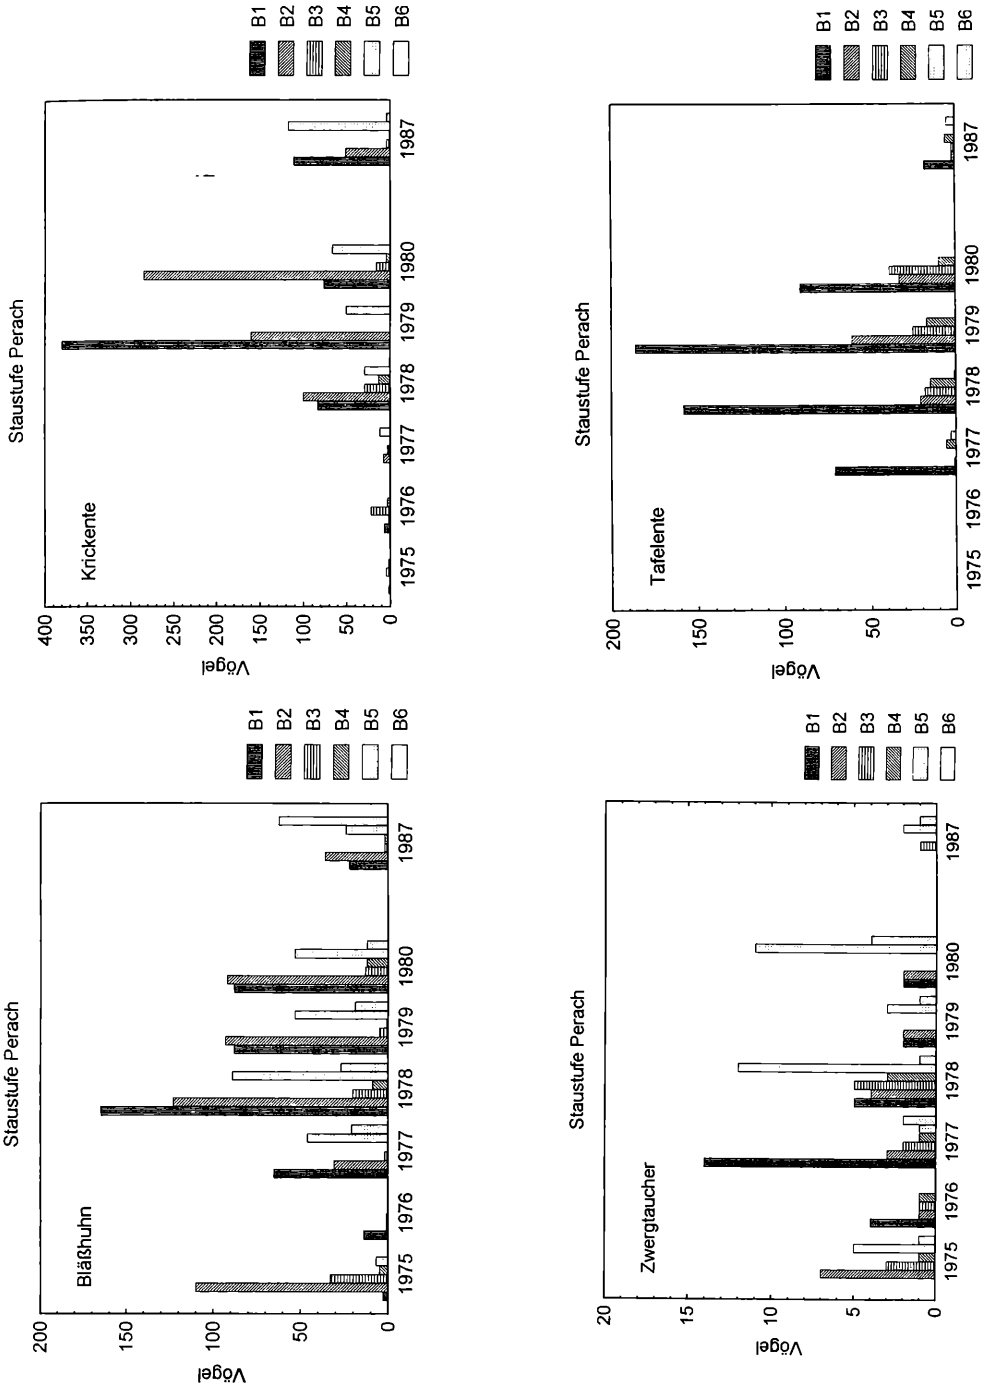 Staustufe Perach
Bläßhuhn
Vögel
200
150
100
50
0
1975 1976 1977 1978 1979 1980 1987
B1
B2
B3
B4
B5
B6
Staustufe Perach
Krickente
Vögel
400
350
300
250
200
150
100
50
0
1975 1976 1977 1978 1979 1980 1987
B1
B2
B3
B4
B5
B6
Staustufe Perach
Zwergtaucher
Vögel
20
15
10
5
0
1975 1976 1977 1978 1979 1980 1987
B1
B2
B3
B4
B5
B6
Staustufe Perach
Tafelente
Vögel
200
150
100
50
0
1975 1976 1977 1978 1979 1980 1987
B1
B2
B3
B4
B5
B6